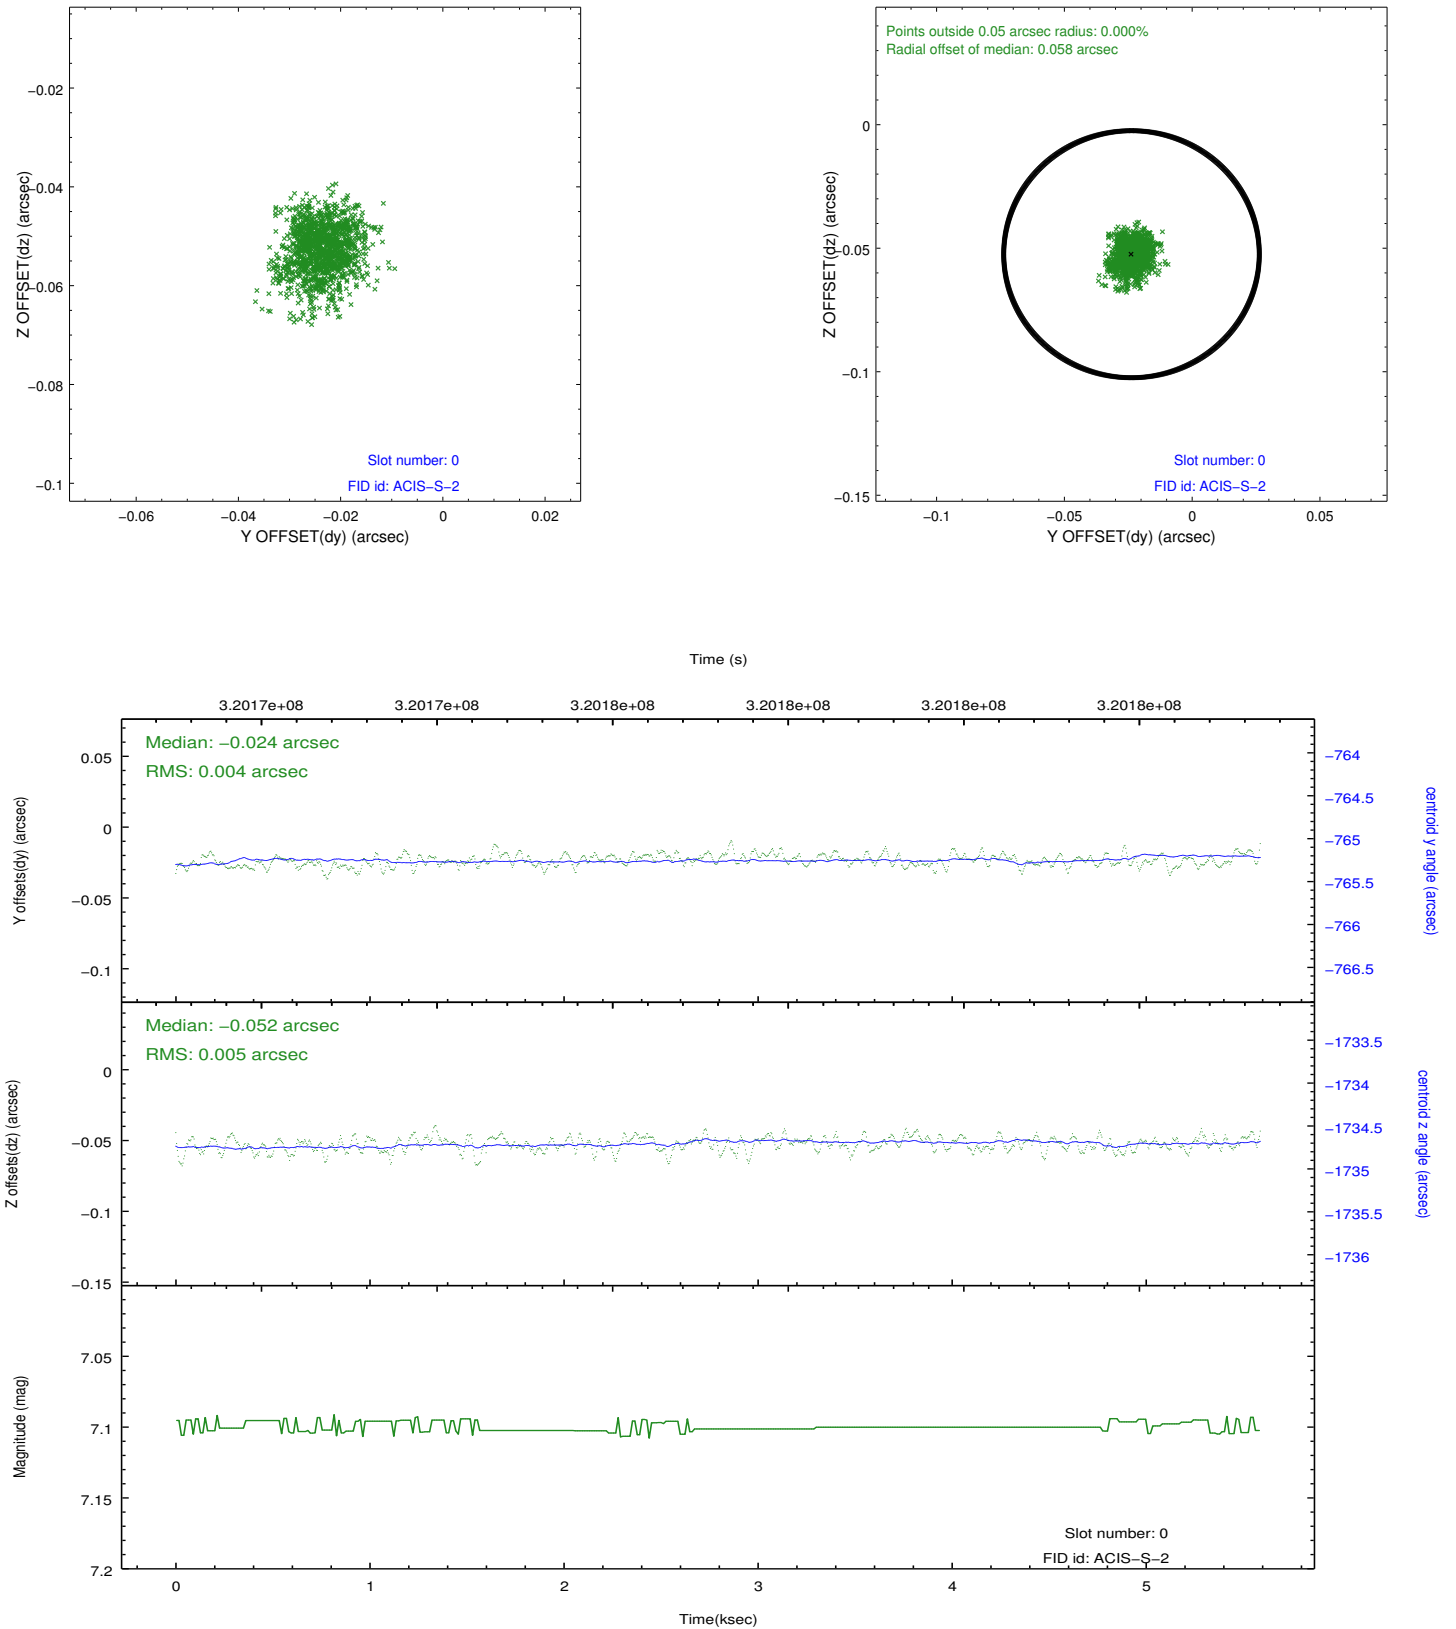 −0.02
−0.04
−0.06
−0.08
−0.1
Z OFFSET(dz) (arcsec)
Slot number: 0
FID id: ACIS−S−2
−0.06
−0.04
−0.02
0
0.02
Y OFFSET(dy) (arcsec)
Points outside 0.05 arcsec radius: 0.000%
Radial offset of median: 0.058 arcsec
0
−0.05
−0.1
−0.15
Z OFFSET(dz) (arcsec)
Slot number: 0
FID id: ACIS−S−2
−0.1
−0.05
0
0.05
Y OFFSET(dy) (arcsec)
Time (s)
3.2017e+08
3.2017e+08
3.2018e+08
3.2018e+08
3.2018e+08
3.2018e+08
Median: −0.024 arcsec
RMS: 0.004 arcsec
0.05
0
−0.05
−0.1
Y offsets(dy) (arcsec)
−764
−764.5
−765
−765.5
−766
−766.5
centroid y angle (arcsec)
Median: −0.052 arcsec
RMS: 0.005 arcsec
0
−0.05
−0.1
−0.15
Z offsets(dz) (arcsec)
−1733.5
−1734
−1734.5
−1735
−1735.5
−1736
centroid z angle (arcsec)
7.05
7.1
7.15
7.2
Magnitude (mag)
Slot number: 0
FID id: ACIS−S−2
0
1
2
3
4
5
Time(ksec)